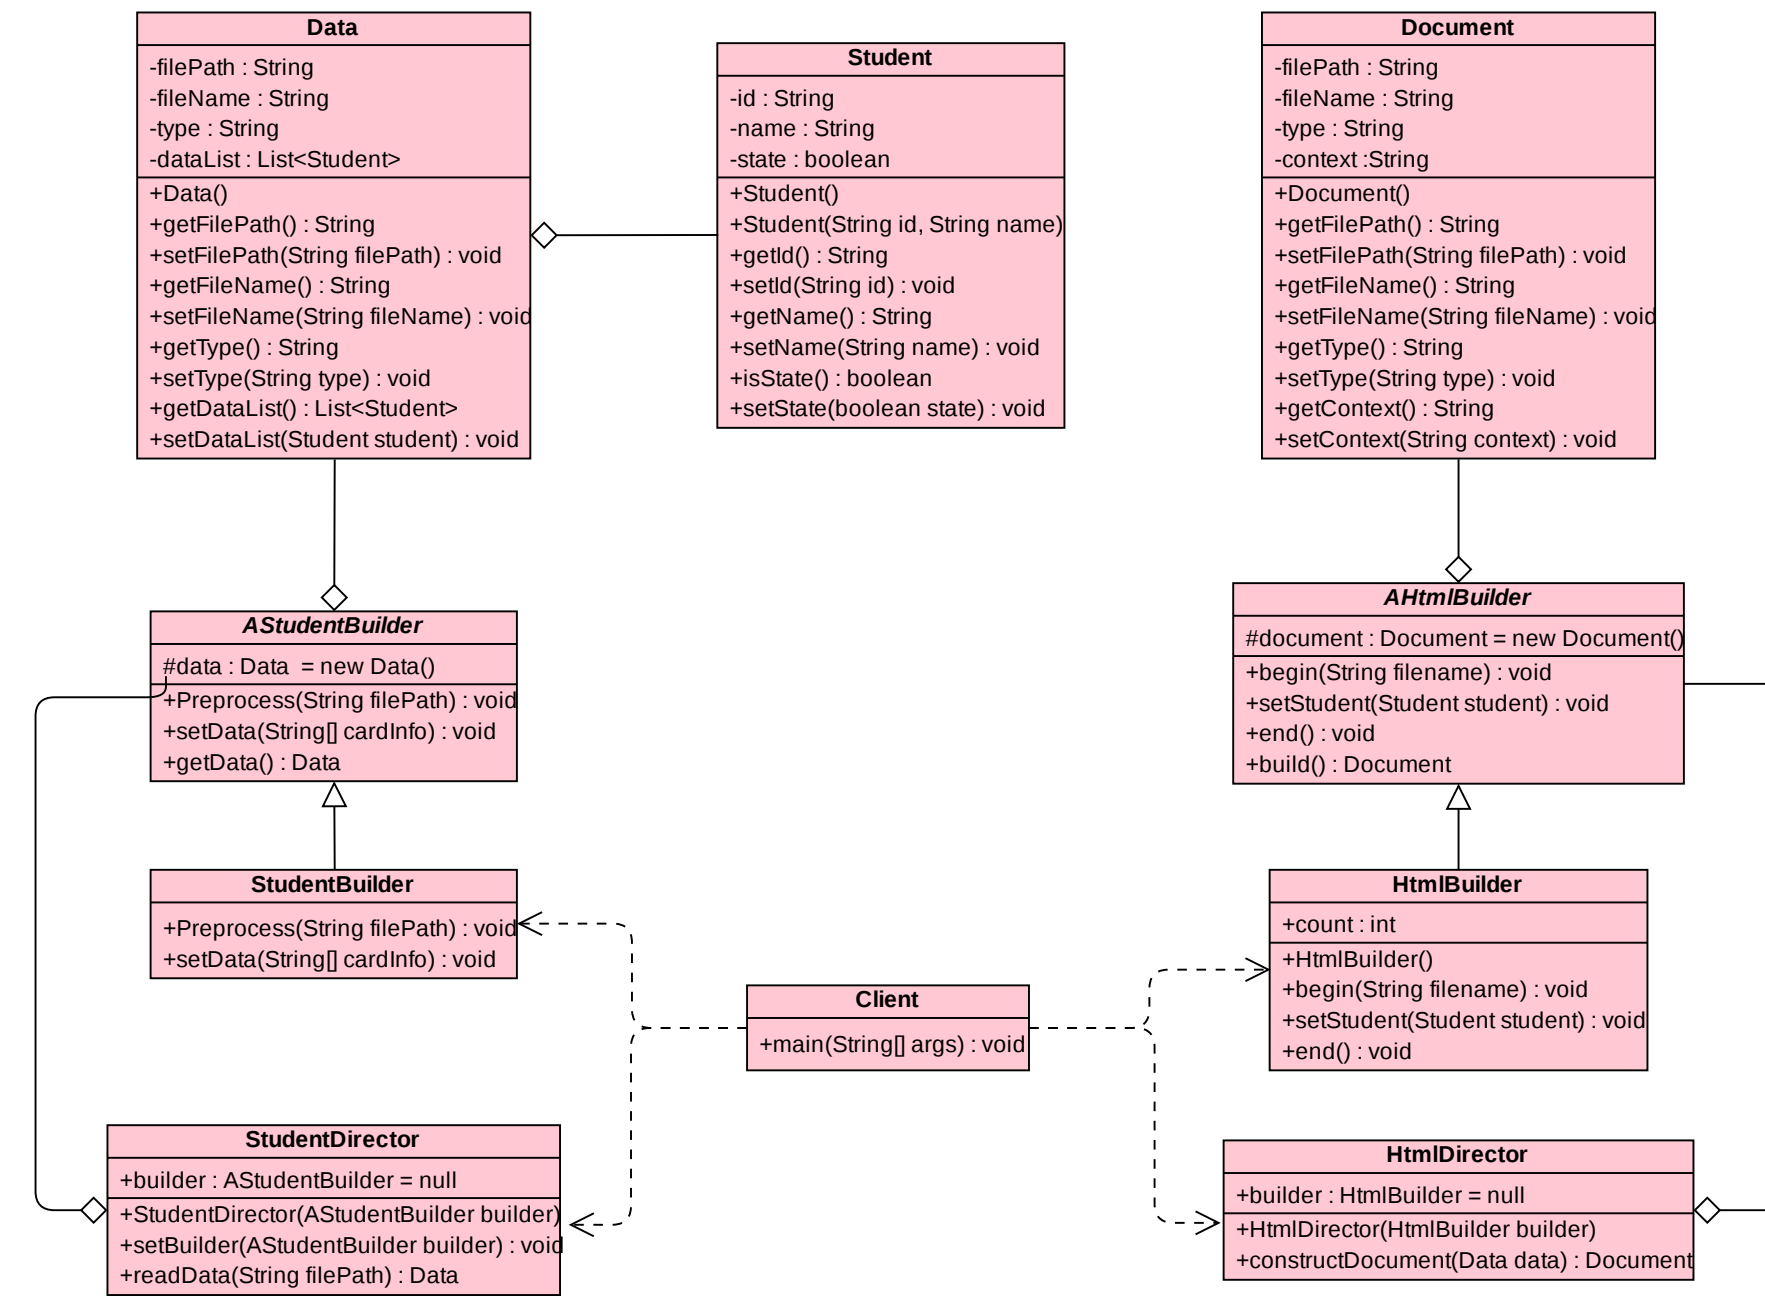 Data
-filePath : String
-fileName : String
-type : String
-dataList : List<Student>
+Data()
+getFilePath() : String
+setFilePath(String filePath) : void
+getFileName() : String
+setFileName(String fileName) : void
+getType() : String
+setType(String type) : void
+getDataList() : List<Student>
+setDataList(Student student) : void
Student
-id : String
-name : String
-state : boolean
+Student()
+Student(String id, String name)
+getId() : String
+setId(String id) : void
+getName() : String
+setName(String name) : void
+isState() : boolean
+setState(boolean state) : void
Document
-filePath : String
-fileName : String
-type : String
-context :String
+Document()
+getFilePath() : String
+setFilePath(String filePath) : void
+getFileName() : String
+setFileName(String fileName) : void
+getType() : String
+setType(String type) : void
+getContext() : String
+setContext(String context) : void
AStudentBuilder
#data : Data  = new Data()
+Preprocess(String filePath) : void
+setData(String[] cardInfo) : void
+getData() : Data
AHtmlBuilder
#document : Document = new Document()
+begin(String filename) : void
+setStudent(Student student) : void
+end() : void
+build() : Document
StudentBuilder
+Preprocess(String filePath) : void
+setData(String[] cardInfo) : void
Client
+main(String[] args) : void
HtmlBuilder
+count : int
+HtmlBuilder()
+begin(String filename) : void
+setStudent(Student student) : void
+end() : void
StudentDirector
+builder : AStudentBuilder = null
+StudentDirector(AStudentBuilder builder)
+setBuilder(AStudentBuilder builder) : void
+readData(String filePath) : Data
HtmlDirector
+builder : HtmlBuilder = null
+HtmlDirector(HtmlBuilder builder)
+constructDocument(Data data) : Document